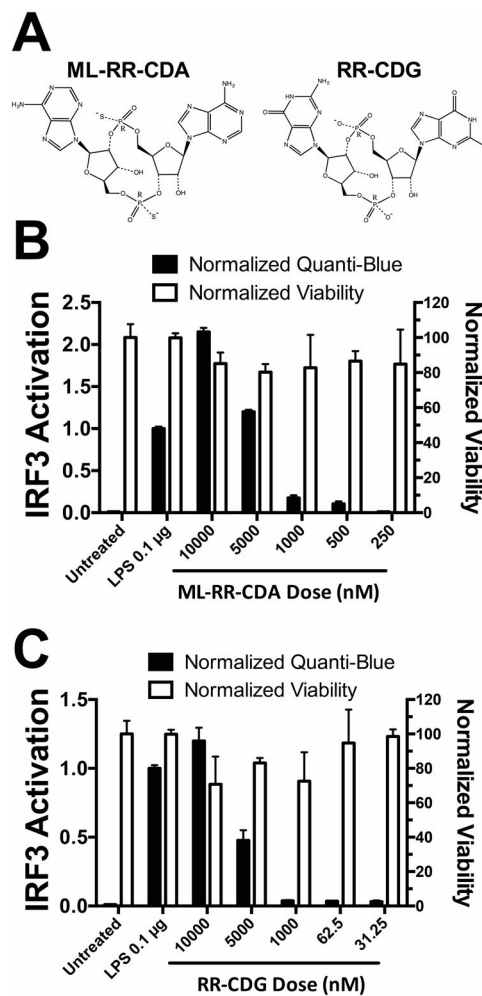 A
ML-RR-CDA
RR-CDG
B
Normalized Quanti-Blue
Normalized Viability
IRF3 Activation
2.5
2.0
1.5
1.0
0.5
0.0
120
100
80
60
40
20
0
Normalized Viability
Untreated
LPS 0.1 µg
10000
5000
1000
500
250
ML-RR-CDA Dose (nM)
C
Normalized Quanti-Blue
Normalized Viability
IRF3 Activation
1.5
1.0
0.5
0.0
120
100
80
60
40
20
0
Normalized Viability
Untreated
LPS 0.1 µg
10000
5000
1000
62.5
31.25
RR-CDG Dose (nM)